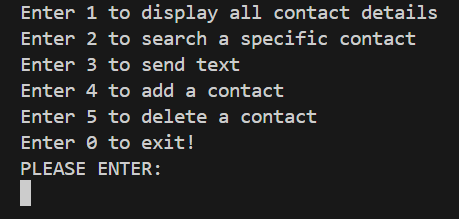 Enter 1 to display all contact details
Enter 2 to search a specific contact
Enter 3 to send text
Enter 4 to add a contact
Enter 5 to delete a contact
Enter 0 to exit!
PLEASE ENTER: